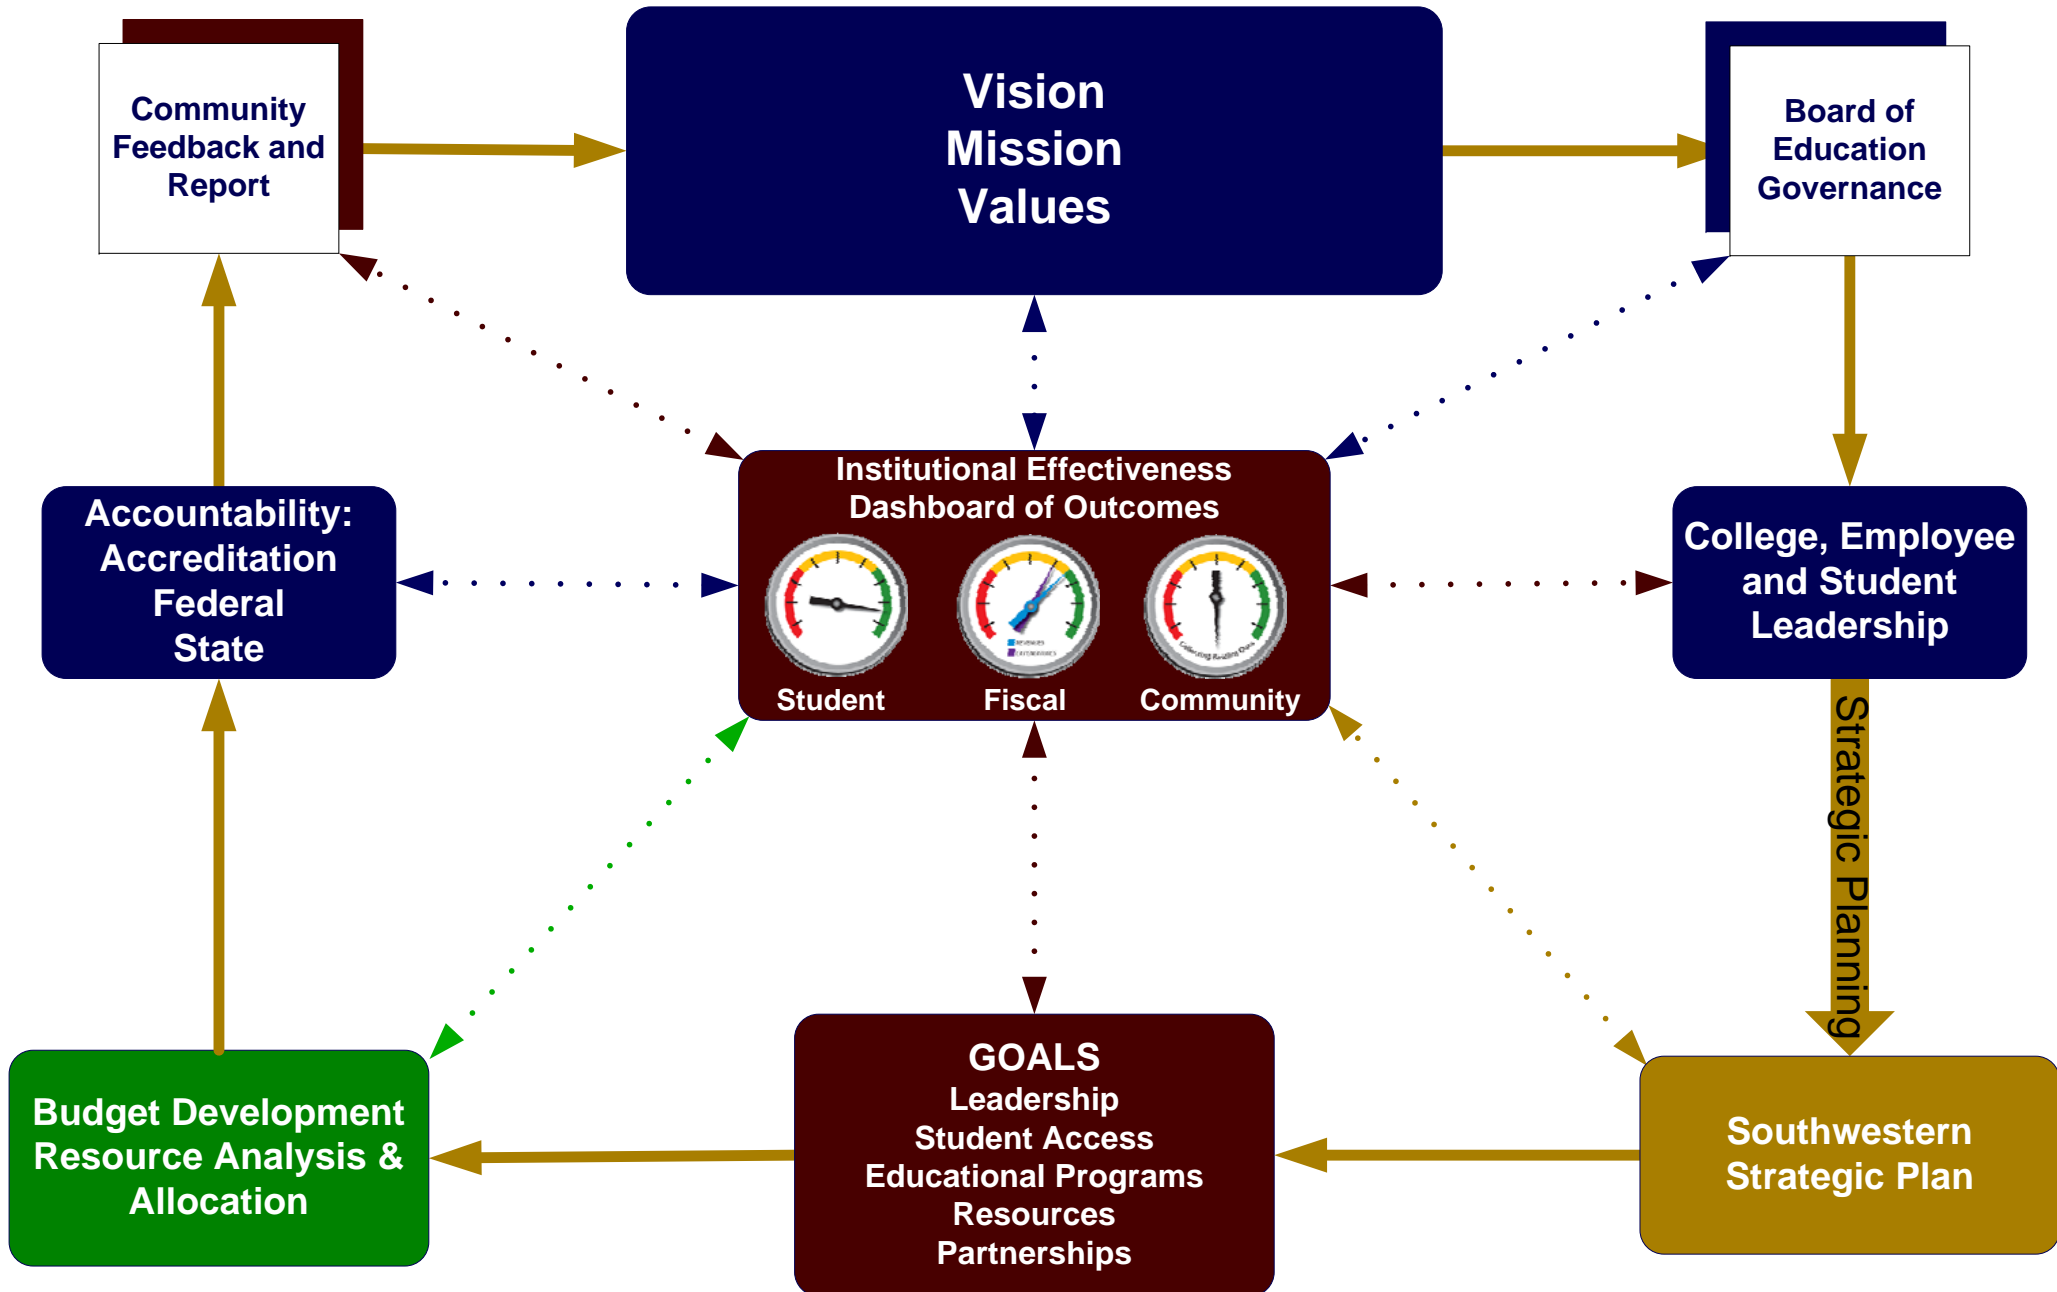 Community
Feedback and
Report
Vision
Mission
Values
Board of
Education
Governance
Accountability:
Accreditation
Federal
State
Institutional Effectiveness
Dashboard of Outcomes
Student
Fiscal
Community
College, Employee
and Student
Leadership
Strategic Planning
Budget Development
Resource Analysis &
Allocation
GOALS
Leadership
Student Access
Educational Programs
Resources
Partnerships
Southwestern
Strategic Plan